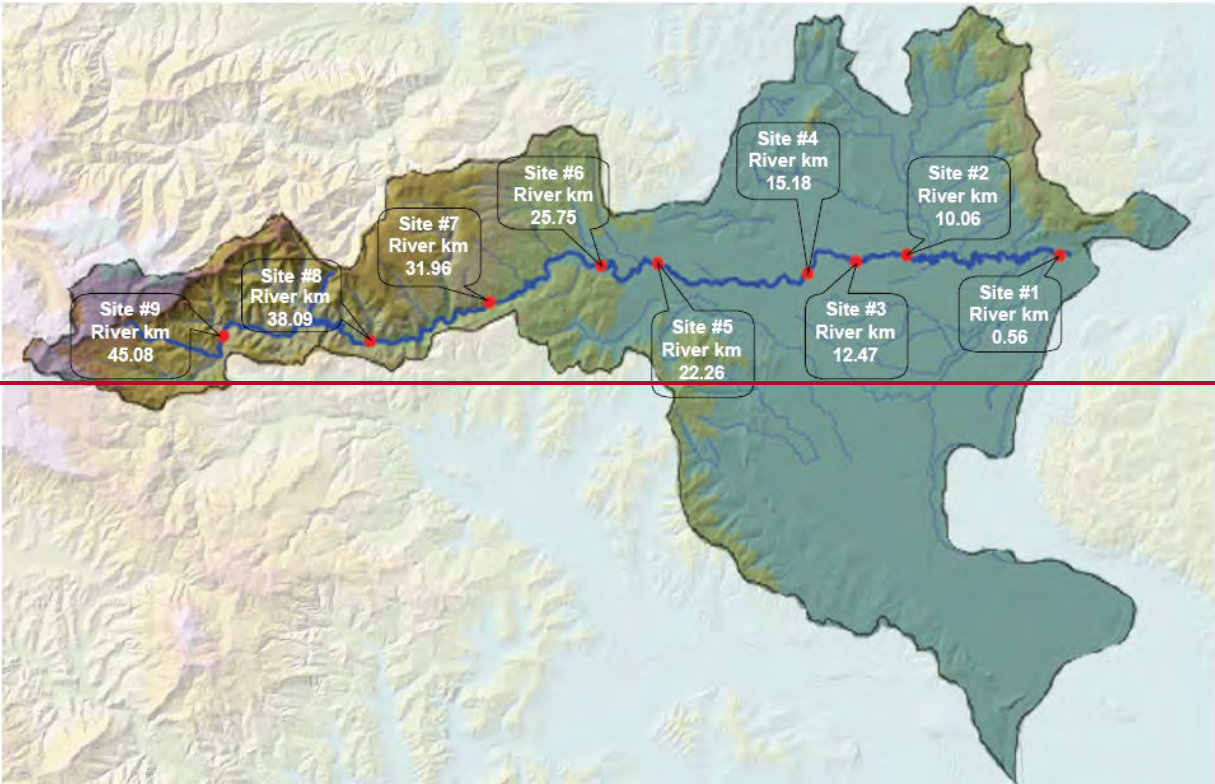 Site #4
River km
15.18
Site #6
River km
25.75
Site #2
River km
10.06
Site #7
River km
31.96
Site #8
River km
38.09
Site #1
River km
0.56
Site #9
River km
45.08
Site #3
River km
12.47
Site #5
River km
22.26